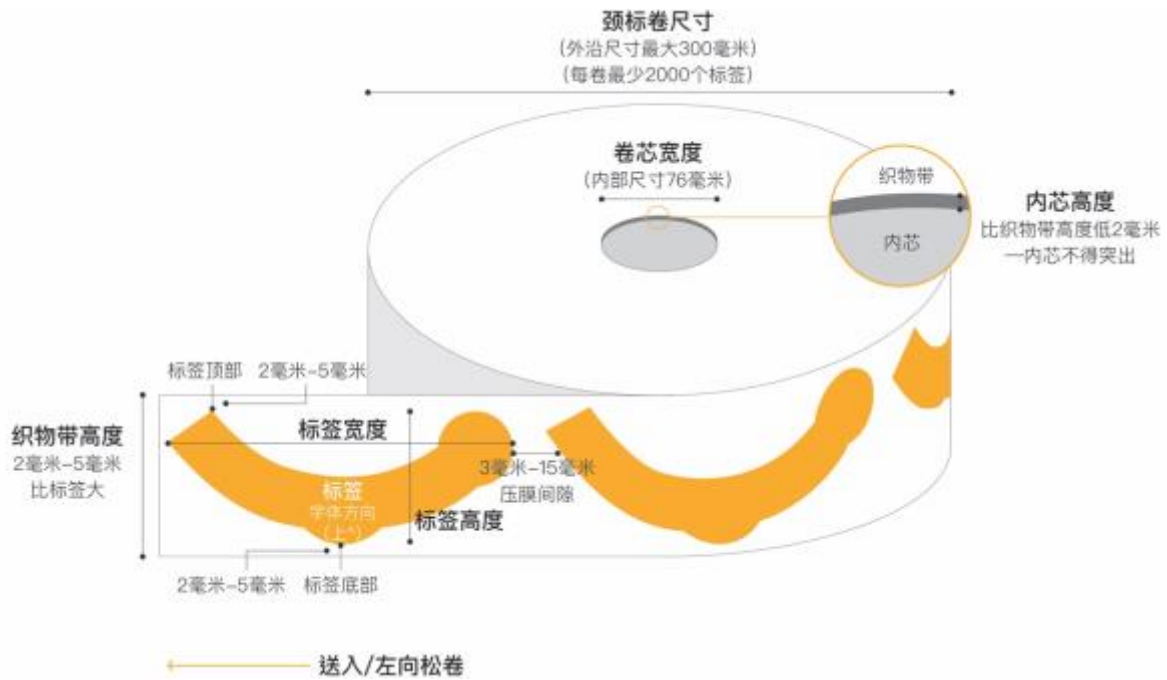 颈标卷尺寸
(外沿尺寸最大300毫米)
(每卷最少2000个标签)
卷芯宽度
(内部尺寸76毫米)
织物带
内芯
内芯高度
比织物带高度低2毫米
—内芯不得突出
标签顶部
2毫米-5毫米
织物带高度
2毫米-5毫米
比标签大
标签宽度
3毫米-15毫米
压膜间隙
标签
字体方向
(上^)
标签高度
2毫米-5毫米
标签底部
送入/左向松卷